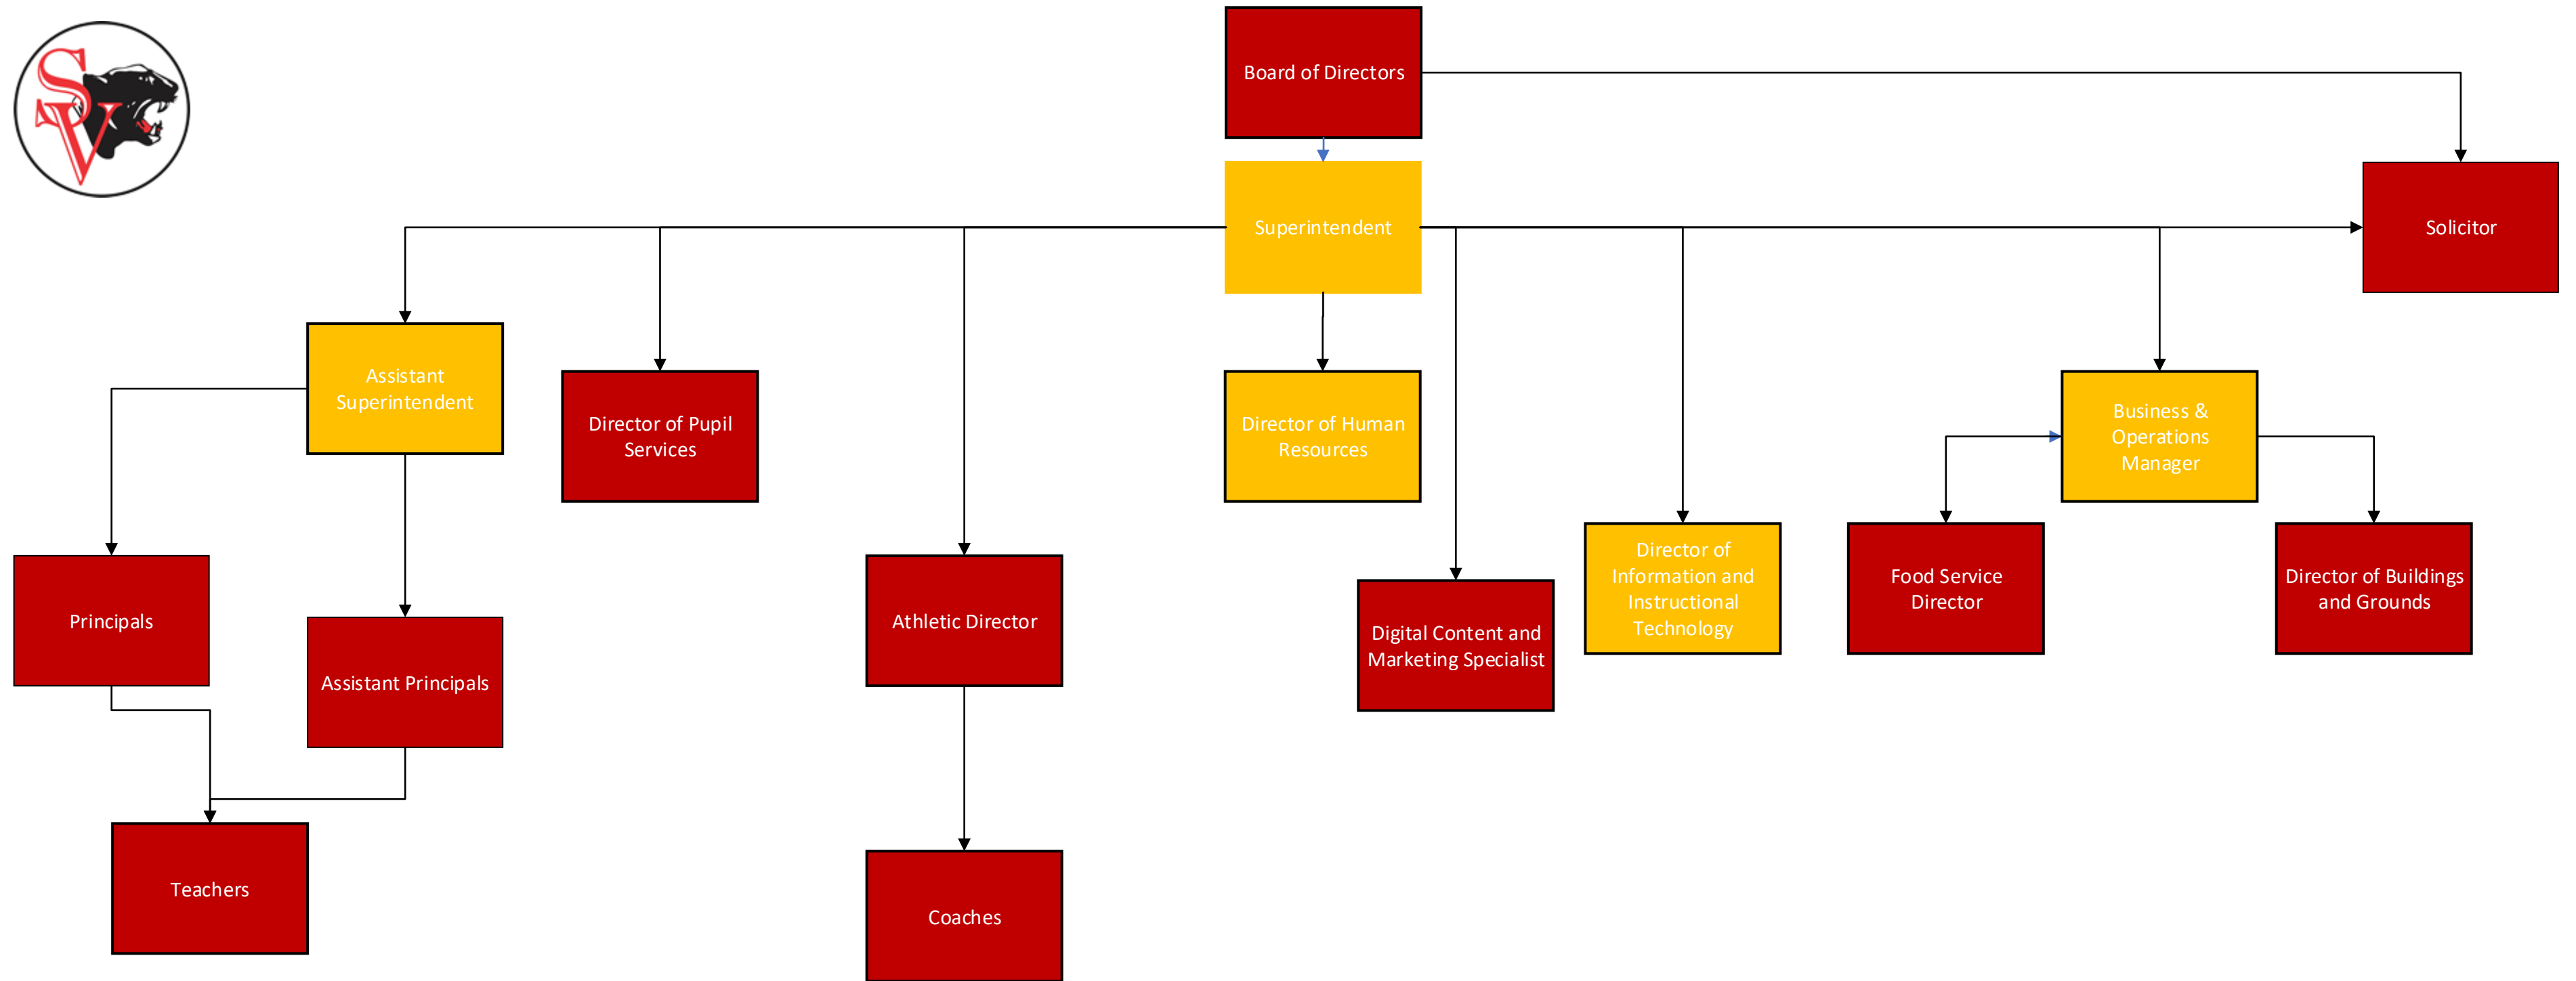 SV
Board of Directors
Superintendent
Solicitor
Assistant
Superintendent
Director of Pupil
Services
Director of Human
Resources
Business &
Operations
Manager
Principals
Assistant Principals
Athletic Director
Digital Content and
Marketing Specialist
Director of
Information and
Instructional
Technology
Food Service
Director
Director of Buildings
and Grounds
Teachers
Coaches